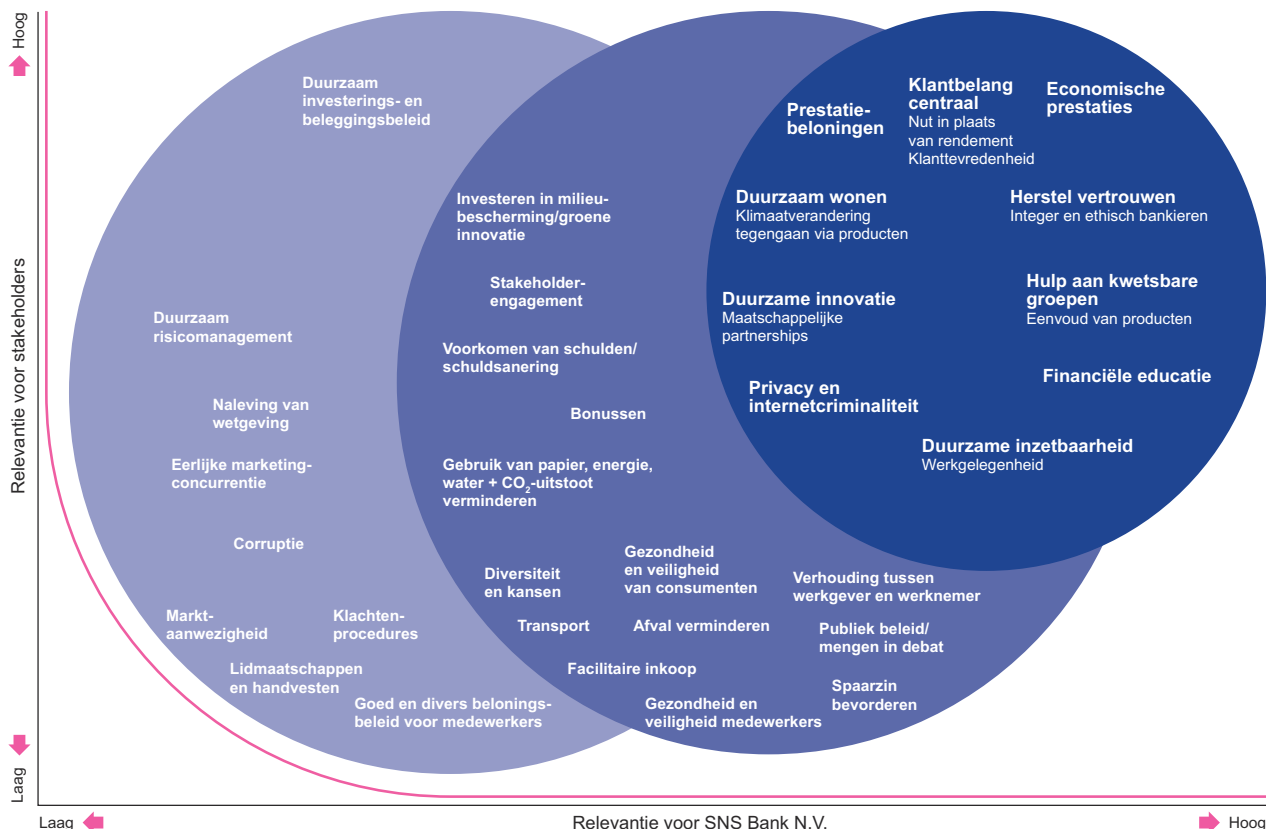 Hoog
Relevantie voor stakeholders
Laag
Duurzaam
investerings- en
beleggingsbeleid
Duurzaam
risicomanagement
Naleving van
wetgeving
Eerlijke marketing-
concurrentie
Corruptie
Markt-
aanwezigheid
Klachten-
procedures
Lidmaatschappen
en handvesten
Goed en divers belonings-
beleid voor medewerkers
Investeren in milieu-
bescherming/groene
innovatie
Stakeholder-
engagement
Voorkomen van schulden/
schuldsanering
Bonussen
Gebruik van papier, energie,
water + CO₂-uitstoot
verminderen
Diversiteit
en kansen
Gezondheid
en veiligheid
van consumenten
Verhouding tussen
werkgever en werknemer
Transport
Afval verminderen
Publiek beleid/
mengen in debat
Facilitaire inkoop
Spaarzin
bevorderen
Gezondheid en
veiligheid medewerkers
Prestatie-
beloningen
Klantbelang
centraal
Nut in plaats
van rendement
Klanttevredenheid
Economische
prestaties
Duurzaam wonen
Klimaatverandering
tegengaan via producten
Herstel vertrouwen
Integer en ethisch bankieren
Duurzame innovatie
Maatschappelijke
partnerships
Hulp aan kwetsbare
groepen
Eenvoud van producten
Privacy en
internetcriminaliteit
Financiële educatie
Duurzame inzetbaarheid
Werkgelegenheid
Laag
Relevantie voor SNS Bank N.V.
Hoog